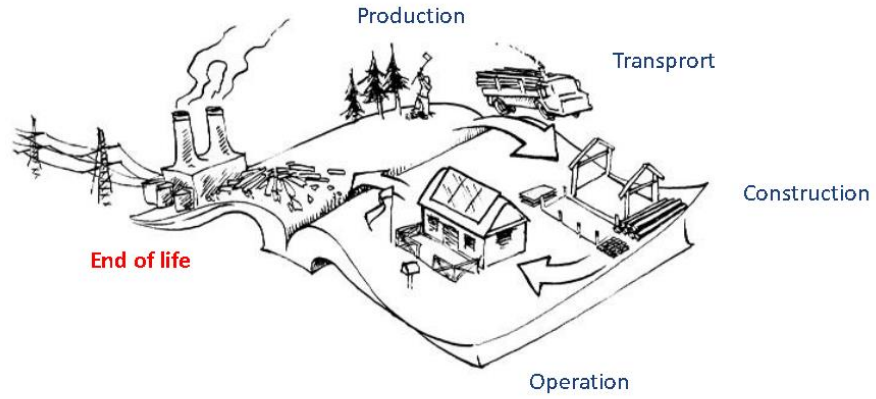 Production
Transprort
Construction
End of life
Operation